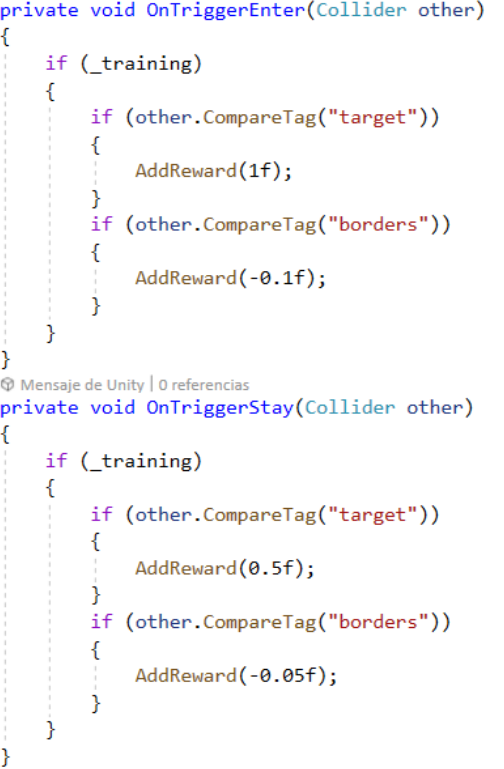 private void OnTriggerEnter(Collider other)
{
    if (_training)
    {
        if (other.CompareTag("target"))
        {
            AddReward(1f);
        }
        if (other.CompareTag("borders"))
        {
            AddReward(-0.1f);
        }
    }
}
Mensaje de Unity | 0 referencias
private void OnTriggerStay(Collider other)
{
    if (_training)
    {
        if (other.CompareTag("target"))
        {
            AddReward(0.5f);
        }
        if (other.CompareTag("borders"))
        {
            AddReward(-0.05f);
        }
    }
}